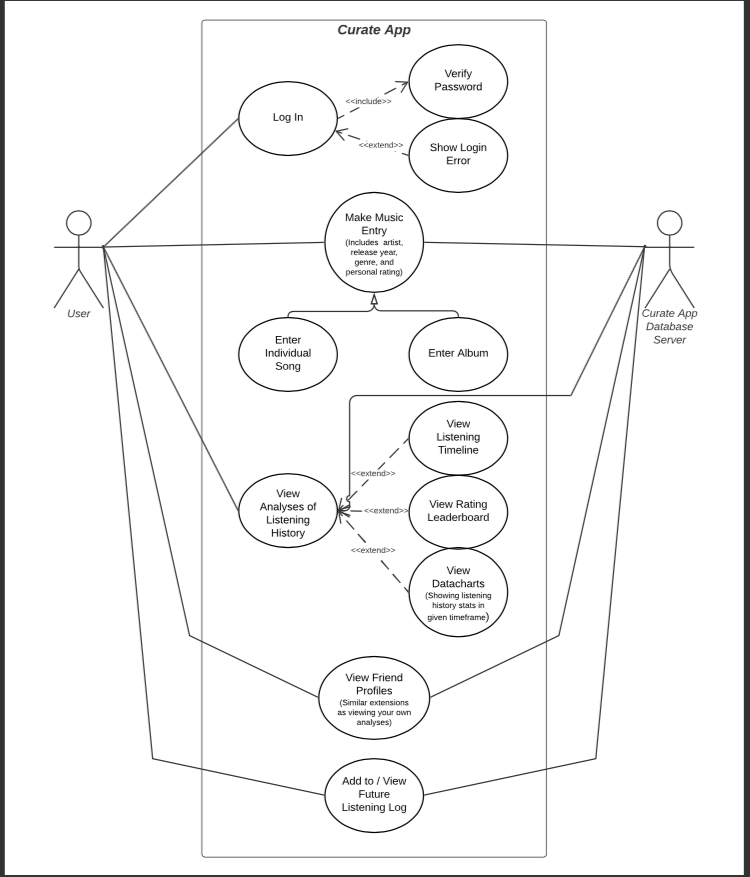 Curate App
Verify
Password
Log In
<<include>>
<<extend>>
Show Login
Error
Make Music
Entry
(Includes artist,
release year,
genre, and
personal rating)
User
Curate App
Database
Server
Enter
Individual
Song
Enter Album
View
Listening
Timeline
<<extend>>
View
Analyses of
Listening
History
<<extend>>
View Rating
Leaderboard
<<extend>>
View
Datacharts
(Showing listening
history stats in
given timeframe)
View Friend
Profiles
(Similar extensions
as viewing your own
analyses)
Add to / View
Future
Listening Log